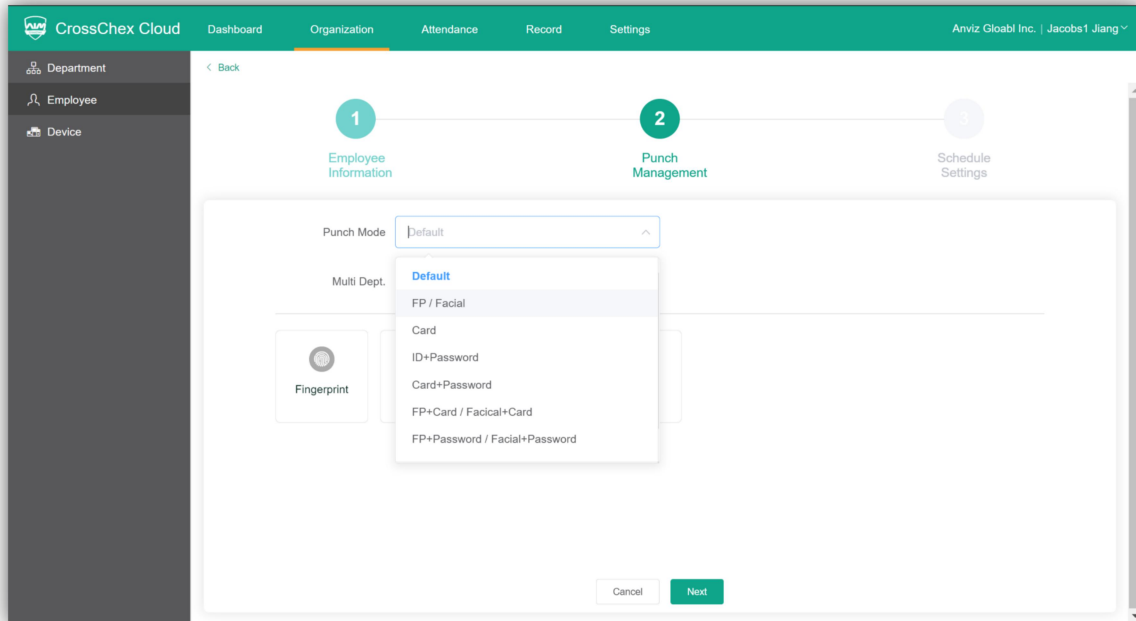 CrossChex Cloud
Dashboard
Organization
Attendance
Record
Settings
Anviz Gloabl Inc. | Jacobs1 Jiang
Department
Employee
Device
< Back
1
2
3
Employee
Information
Punch
Management
Schedule
Settings
Punch Mode
Default
Multi Dept.
Default
FP / Facial
Card
ID+Password
Card+Password
FP+Card / Facical+Card
FP+Password / Facial+Password
Fingerprint
Cancel
Next